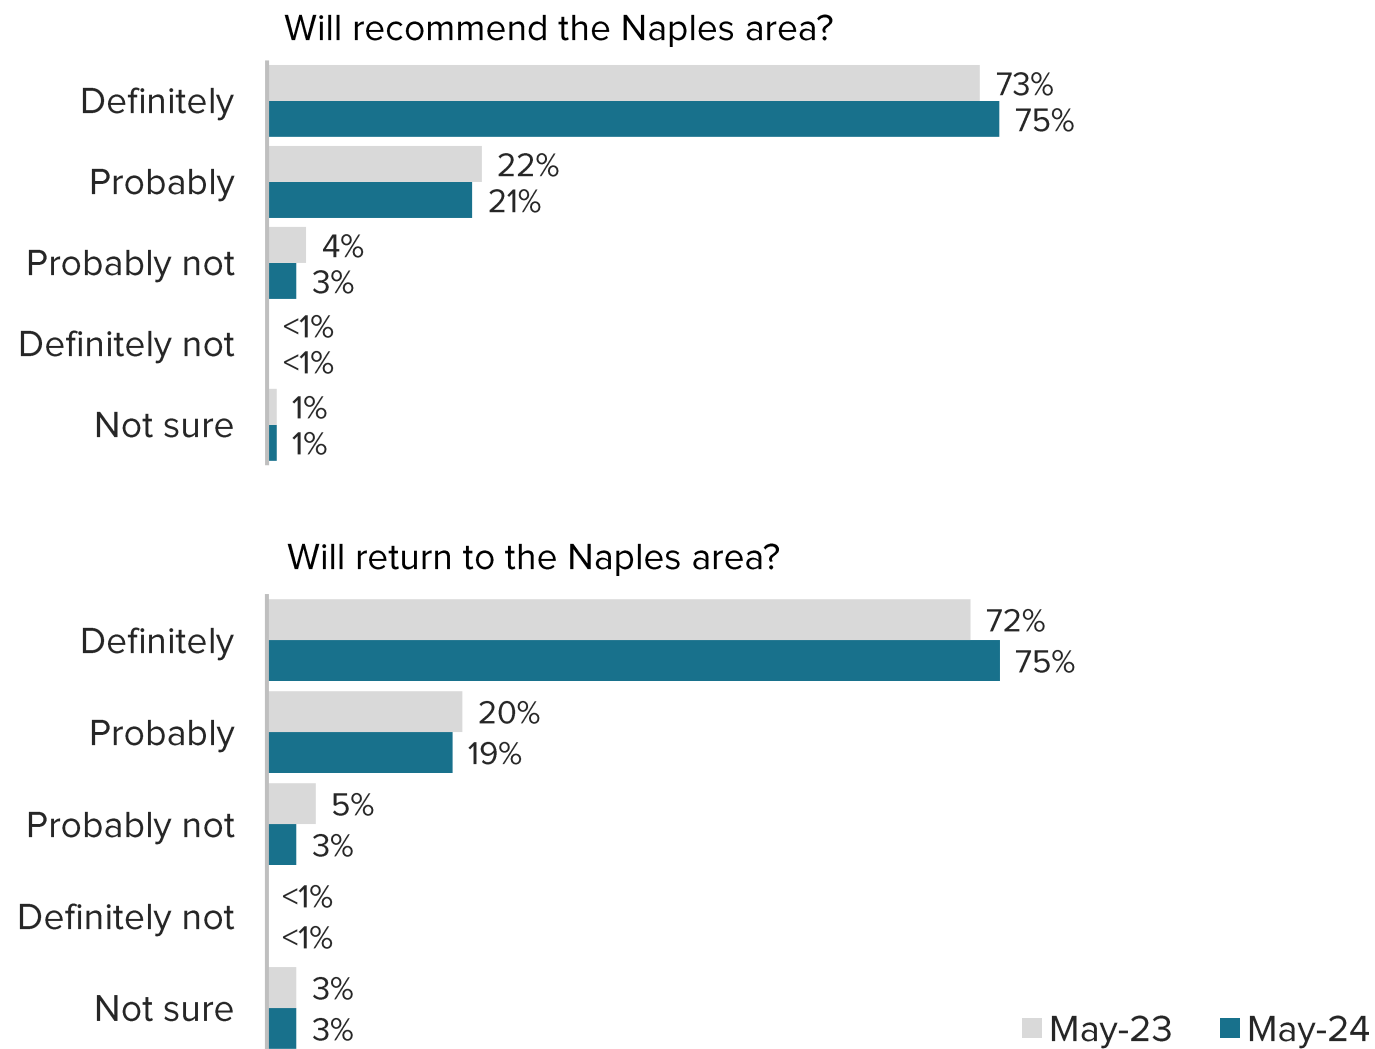 Will recommend the Naples area?
Definitely
73%
75%
Probably
22%
21%
Probably not
4%
3%
Definitely not
<1%
<1%
Not sure
1%
1%
Will return to the Naples area?
Definitely
72%
75%
Probably
20%
19%
Probably not
5%
3%
Definitely not
<1%
<1%
Not sure
3%
3%
May-23 May-24